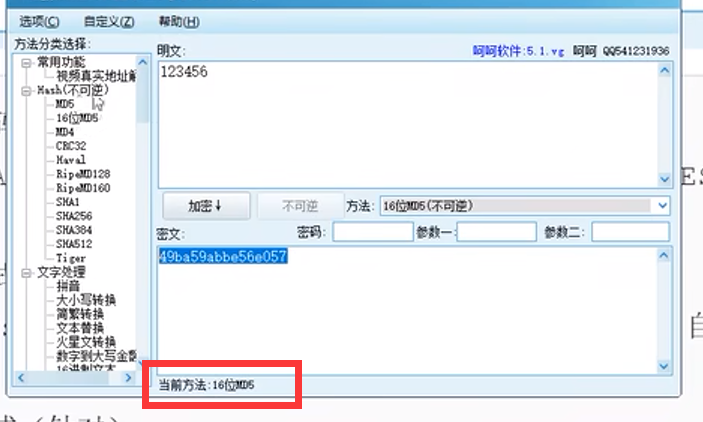 选项(C) 自定义(Z) 帮助(H)
方法分类选择:
常用功能
视频真实地址解
Hash(不可逆)
MD5
16位MD5
MD4
CRC32
Haval
RipeMD128
RipeMD160
SHA1
SHA256
SHA384
SHA512
Tiger
文字处理
拼音
大小写转换
简繁转换
文本替换
火星文转换
数字到大写金额
16进制文本
明文: 呵呵软件:5.1.vg 呵呵 QQ541231936
123456
加密↓ 不可逆 方法: 16位MD5(不可逆)
密文: 密码: 参数一: 参数二:
49ba59abbe56e057
当前方法:16位MD5
ES